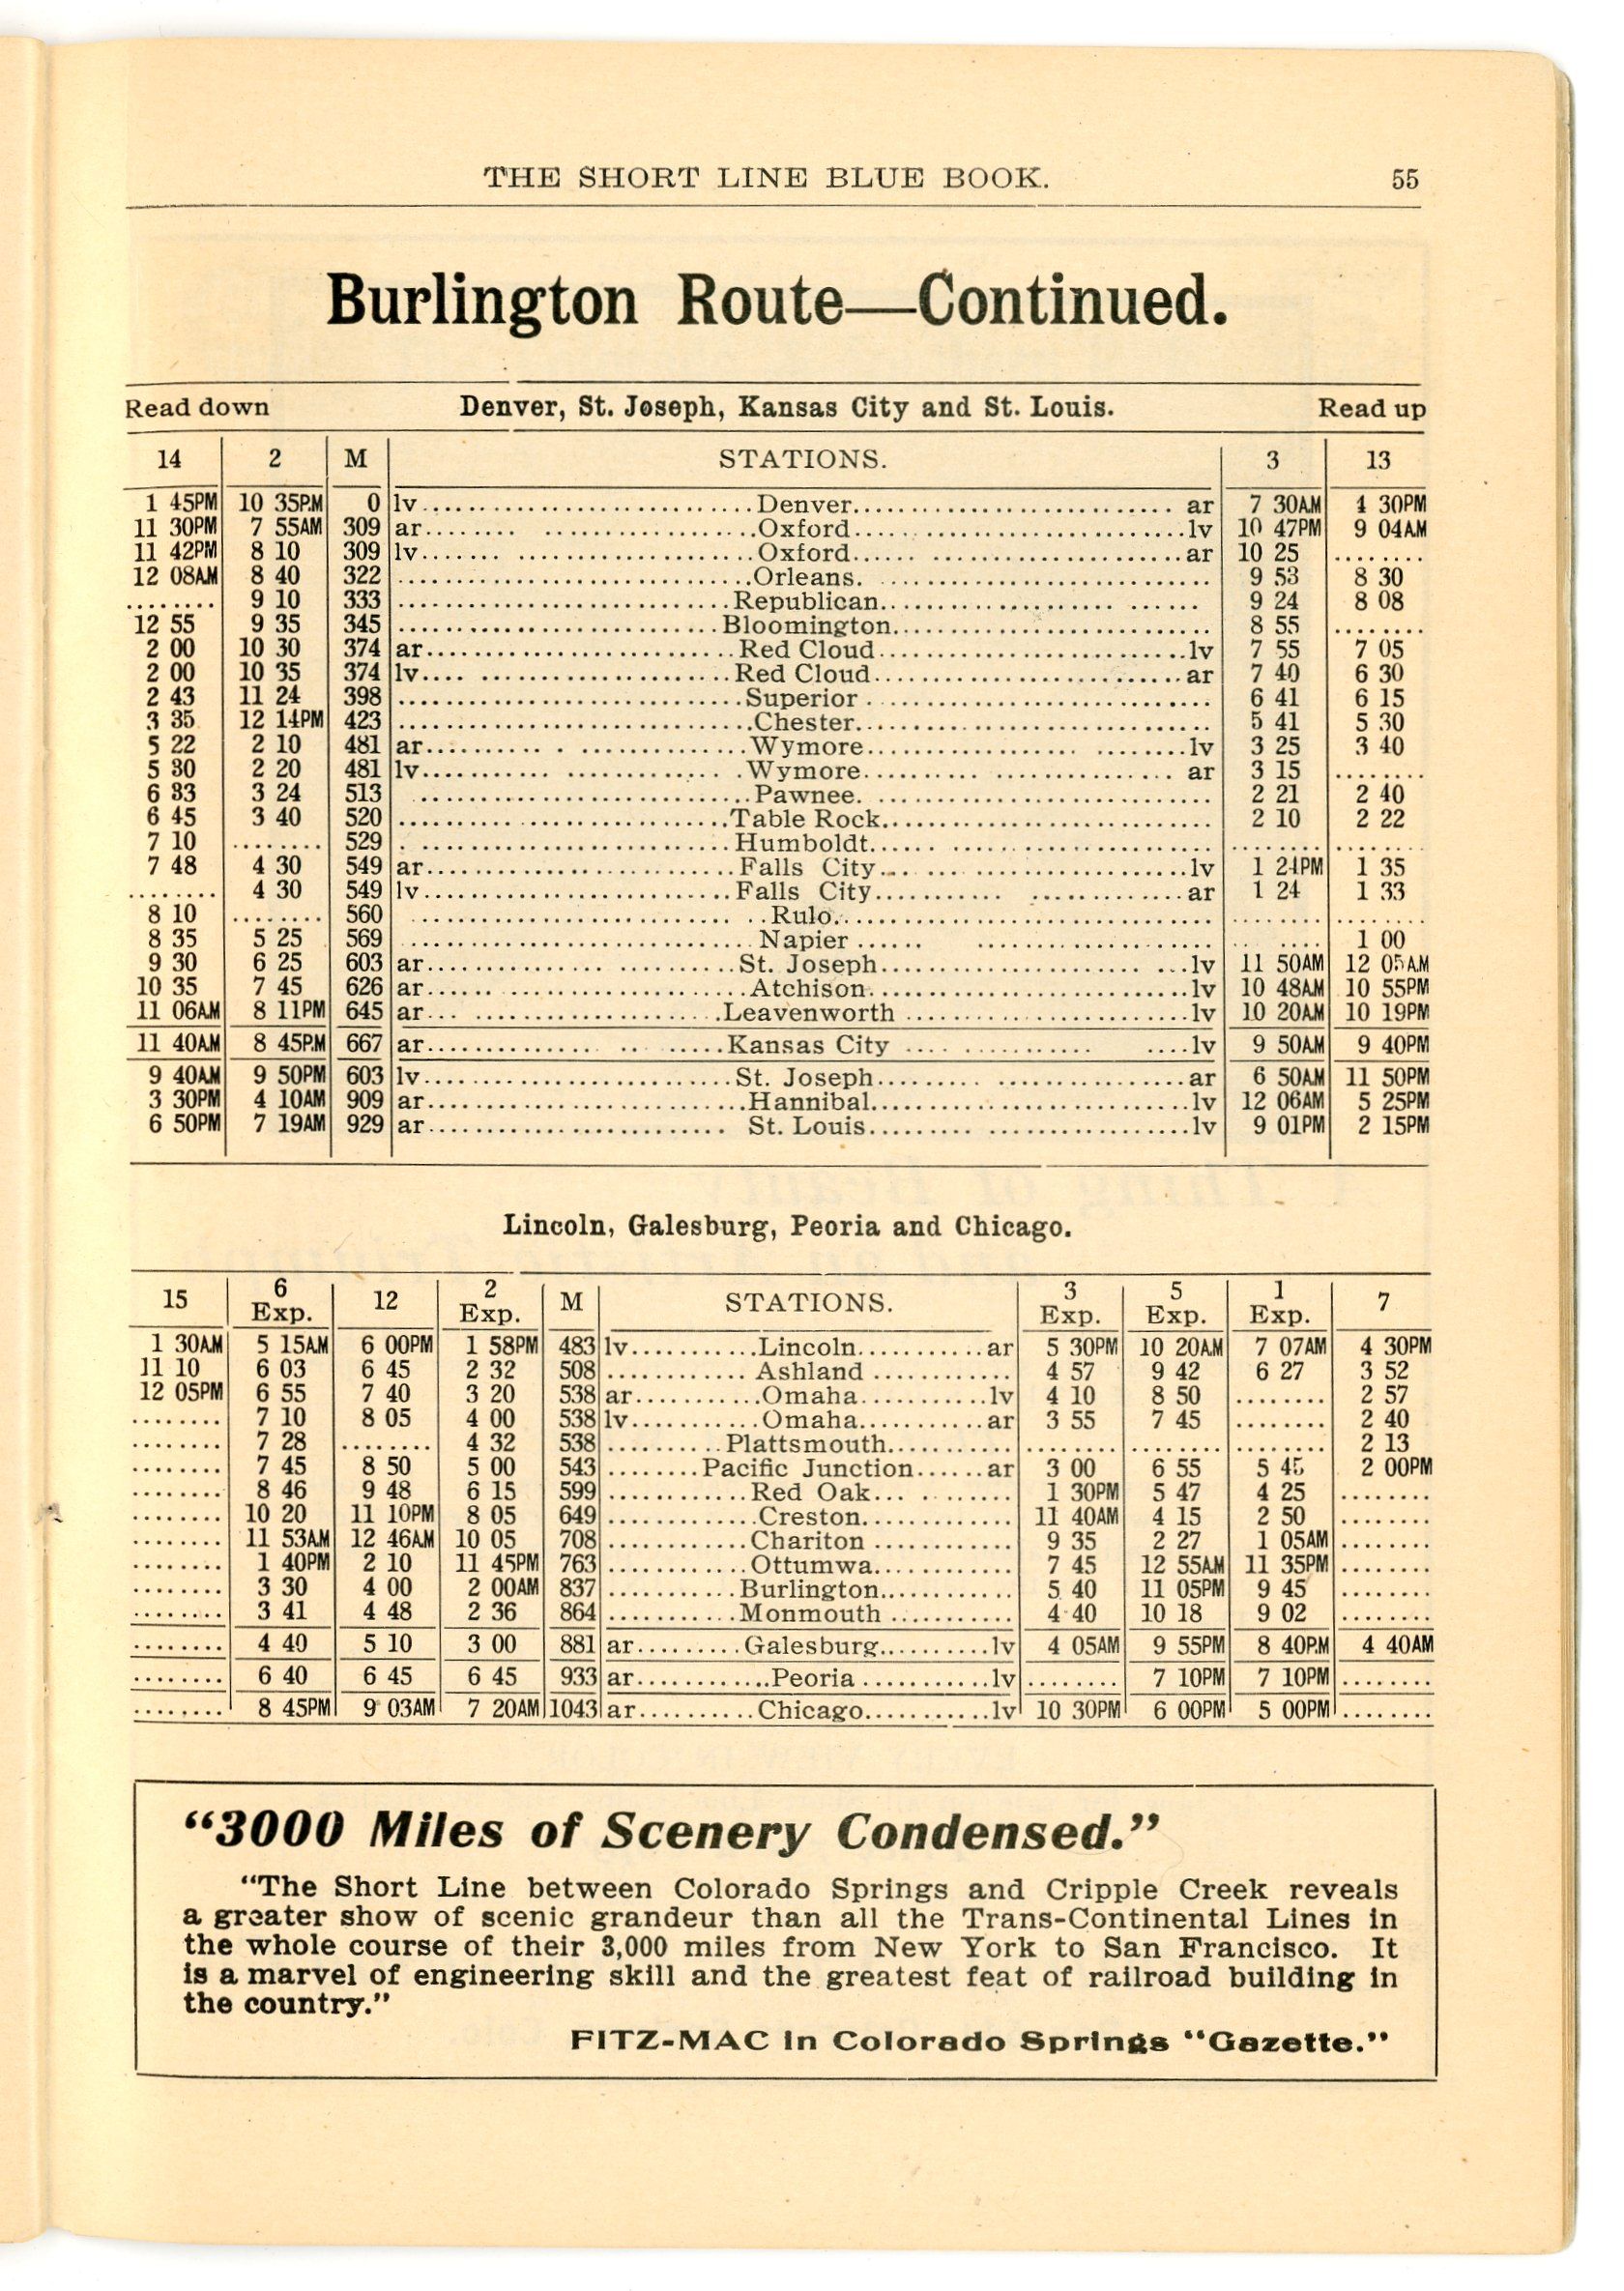 THE SHORT LINE BLUE BOOK. 55
Burlington Route—Continued.
Read down Denver, St. Joseph, Kansas City and St. Louis. Read up
14 2 M STATIONS. 3 13
1 45PM 10 35PM 0 lv Denver ar 7 30AM 4 30PM
11 30PM 7 55AM 309 ar Oxford lv 10 47PM 9 04AM
11 42PM 8 10 309 lv Oxford ar 10 25 ........
12 08AM 8 40 322 Orleans. 9 53 8 30
........ 9 10 333 Republican 9 24 8 08
12 55 9 35 345 Bloomington 8 55 ........
2 00 10 30 374 ar Red Cloud lv 7 55 7 05
2 00 10 35 374 lv Red Cloud ar 7 40 6 30
2 43 11 24 398 Superior 6 41 6 15
3 35 12 14PM 423 Chester 5 41 5 30
5 22 2 10 481 ar Wymore lv 3 25 3 40
5 30 2 20 481 lv Wymore ar 3 15 ........
6 33 3 24 513 Pawnee. 2 21 2 40
6 45 3 40 520 Table Rock 2 10 2 22
7 10 ........ 529 Humboldt ........ ........
7 48 4 30 549 ar Falls City lv 1 24PM 1 35
........ 4 30 549 lv Falls City ar 1 24 1 33
8 10 ........ 560 Rulo ........ ........
8 35 5 25 569 Napier ........ 1 00
9 30 6 25 603 ar St. Joseph lv 11 50AM 12 05AM
10 35 7 45 626 ar Atchison lv 10 48AM 10 55PM
11 06AM 8 11PM 645 ar Leavenworth lv 10 20AM 10 19PM
11 40AM 8 45PM 667 ar Kansas City lv 9 50AM 9 40PM
9 40AM 9 50PM 603 lv St. Joseph ar 6 50AM 11 50PM
3 30PM 4 10AM 909 ar Hannibal lv 12 06AM 5 25PM
6 50PM 7 19AM 929 ar St. Louis lv 9 01PM 2 15PM
Lincoln, Galesburg, Peoria and Chicago.
15 6 Exp. 12 2 Exp. M STATIONS. 3 Exp. 5 Exp. 1 Exp. 7
1 30AM 5 15AM 6 00PM 1 58PM 483 lv Lincoln ar 5 30PM 10 20AM 7 07AM 4 30PM
11 10 6 03 6 45 2 32 508 Ashland 4 57 9 42 6 27 3 52
12 05PM 6 55 7 40 3 20 538 ar Omaha lv 4 10 8 50 ........ 2 57
........ 7 10 8 05 4 00 538 lv Omaha ar 3 55 7 45 ........ 2 40
........ 7 28 ........ 4 32 538 Plattsmouth ........ ........ ........ 2 13
........ 7 45 8 50 5 00 543 Pacific Junction ar 3 00 6 55 5 45 2 00PM
........ 8 46 9 48 6 15 599 Red Oak 1 30PM 5 47 4 25 ........
........ 10 20 11 10PM 8 05 649 Creston 11 40AM 4 15 2 50 ........
........ 11 53AM 12 46AM 10 05 708 Chariton 9 35 2 27 1 05AM ........
........ 1 40PM 2 10 11 45PM 763 Ottumwa 7 45 12 55AM 11 35PM ........
........ 3 30 4 00 2 00AM 837 Burlington 5 40 11 05PM 9 45 ........
........ 3 41 4 48 2 36 864 Monmouth 4 40 10 18 9 02 ........
........ 4 40 5 10 3 00 881 ar Galesburg lv 4 05AM 9 55PM 8 40PM 4 40AM
........ 6 40 6 45 6 45 933 ar Peoria lv ........ 7 10PM 7 10PM ........
........ 8 45PM 9 03AM 7 20AM 1043 ar Chicago lv 10 30PM 6 00PM 5 00PM ........
“3000 Miles of Scenery Condensed.”
“The Short Line between Colorado Springs and Cripple Creek reveals
a greater show of scenic grandeur than all the Trans-Continental Lines in
the whole course of their 3,000 miles from New York to San Francisco. It
is a marvel of engineering skill and the greatest feat of railroad building in
the country.”
FITZ-MAC in Colorado Springs “Gazette.”